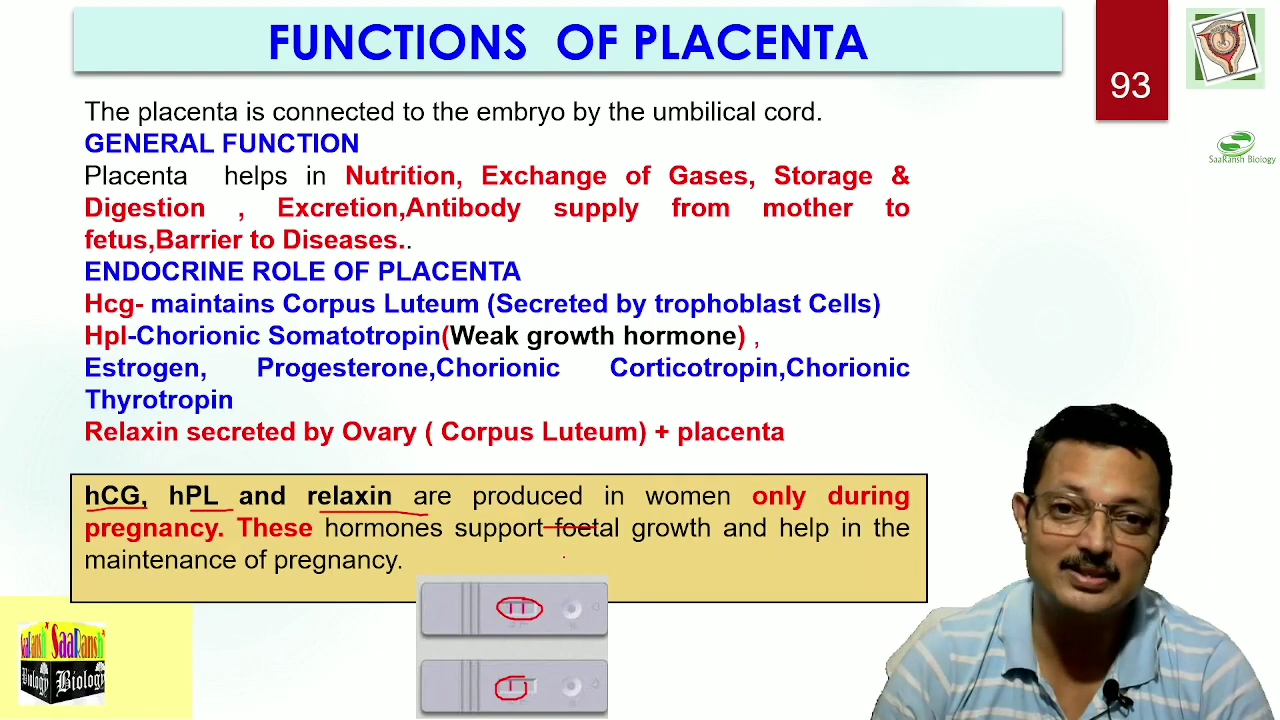 FUNCTIONS OF PLACENTA
93
SaaRansh Biology
The placenta is connected to the embryo by the umbilical cord.
GENERAL FUNCTION
Placenta helps in Nutrition, Exchange of Gases, Storage &
Digestion , Excretion,Antibody supply from mother to
fetus,Barrier to Diseases..
ENDOCRINE ROLE OF PLACENTA
Hcg- maintains Corpus Luteum (Secreted by trophoblast Cells)
Hpl-Chorionic Somatotropin(Weak growth hormone) ,
Estrogen, Progesterone,Chorionic Corticotropin,Chorionic
Thyrotropin
Relaxin secreted by Ovary ( Corpus Luteum) + placenta
hCG, hPL and relaxin are produced in women only during
pregnancy. These hormones support foetal growth and help in the
maintenance of pregnancy.
SaaRansh SaaRansh
Biology Biology